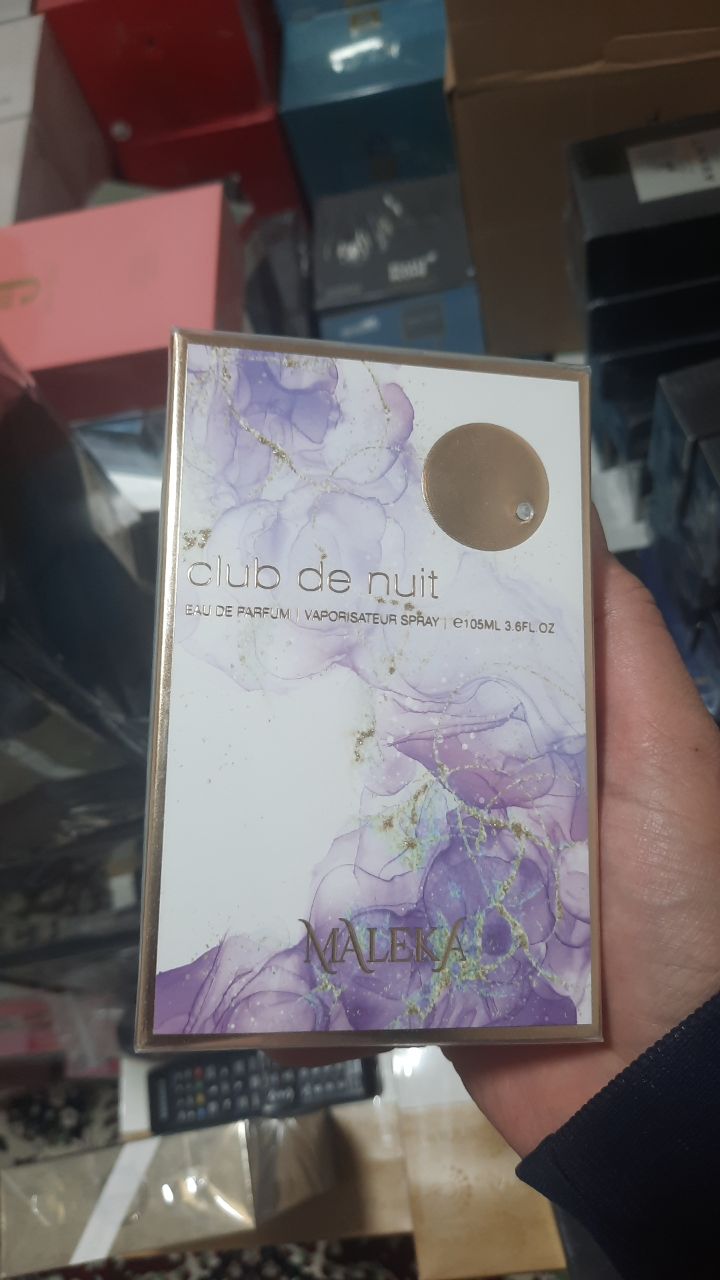 club de nuit
EAU DE PARFUM | VAPORISATEUR SPRAY | ℮105ML 3.6FL.OZ
MALEKA